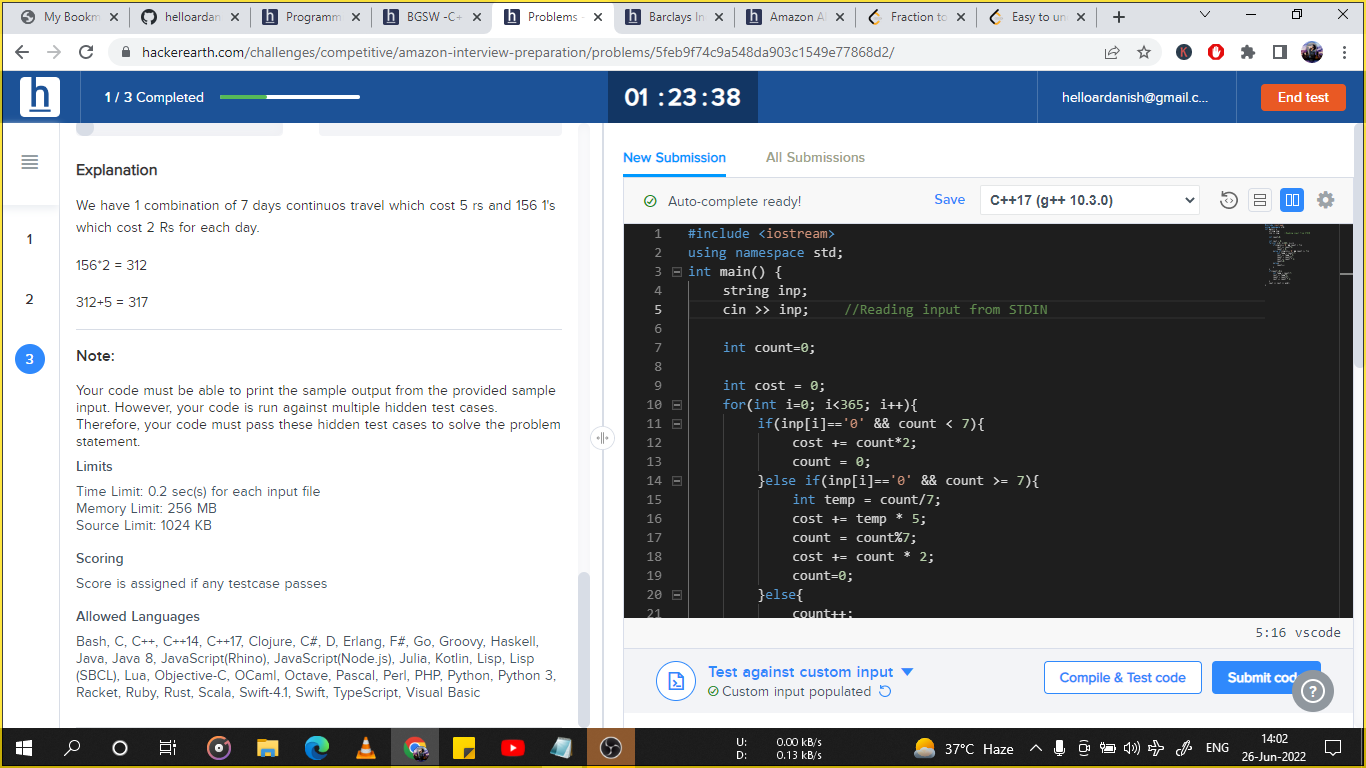 My Bookm
helloardan
Programm
BGSW -C+
Problems
Barclays In
Amazon A
Fraction to
Easy to un
hackerearth.com/challenges/competitive/amazon-interview-preparation/problems/5feb9f74c9a548da903c1549e77868d2/
h
1 / 3 Completed
01 :23:38
helloardanish@gmail.c...
End test
1
2
3
Explanation
We have 1 combination of 7 days continuos travel which cost 5 rs and 156 1's
which cost 2 Rs for each day.
156*2 = 312
312+5 = 317
Note:
Your code must be able to print the sample output from the provided sample
input. However, your code is run against multiple hidden test cases.
Therefore, your code must pass these hidden test cases to solve the problem
statement.
Limits
Time Limit: 0.2 sec(s) for each input file
Memory Limit: 256 MB
Source Limit: 1024 KB
Scoring
Score is assigned if any testcase passes
Allowed Languages
Bash, C, C++, C++14, C++17, Clojure, C#, D, Erlang, F#, Go, Groovy, Haskell,
Java, Java 8, JavaScript(Rhino), JavaScript(Node.js), Julia, Kotlin, Lisp, Lisp
(SBCL), Lua, Objective-C, OCaml, Octave, Pascal, Perl, PHP, Python, Python 3,
Racket, Ruby, Rust, Scala, Swift-4.1, Swift, TypeScript, Visual Basic
New Submission
All Submissions
Auto-complete ready!
Save
C++17 (g++ 10.3.0)
1 #include <iostream>
2 using namespace std;
3 int main() {
4 string inp;
5 cin >> inp; //Reading input from STDIN
6
7 int count=0;
8
9 int cost = 0;
10 for(int i=0; i<365; i++){
11 if(inp[i]=='0' && count < 7){
12 cost += count*2;
13 count = 0;
14 }else if(inp[i]=='0' && count >= 7){
15 int temp = count/7;
16 cost += temp * 5;
17 count = count%7;
18 cost += count * 2;
19 count=0;
20 }else{
21 count++;
5:16 vscode
Test against custom input
Custom input populated
Compile & Test code
Submit cod
?
U: 0.00 kB/s
D: 0.13 kB/s
37°C Haze
ENG
14:02
26-Jun-2022